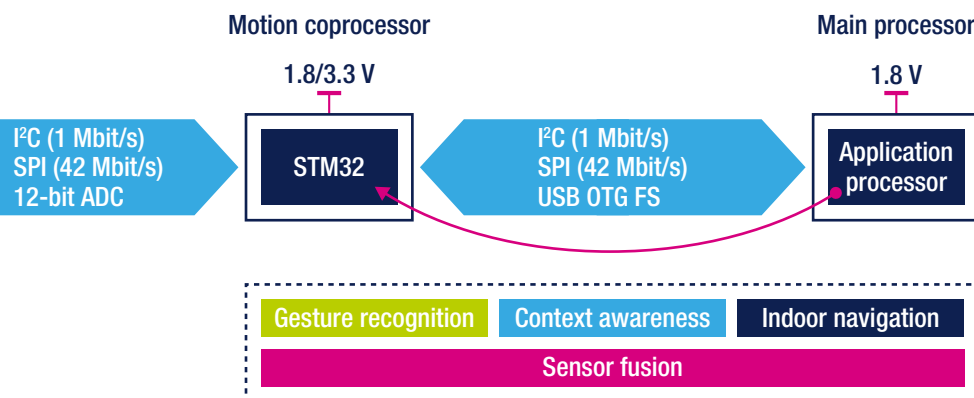 Motion coprocessor
Main processor
1.8/3.3 V
1.8 V
I²C (1 Mbit/s)
SPI (42 Mbit/s)
12-bit ADC
STM32
I²C (1 Mbit/s)
SPI (42 Mbit/s)
USB OTG FS
Application
processor
Gesture recognition
Context awareness
Indoor navigation
Sensor fusion